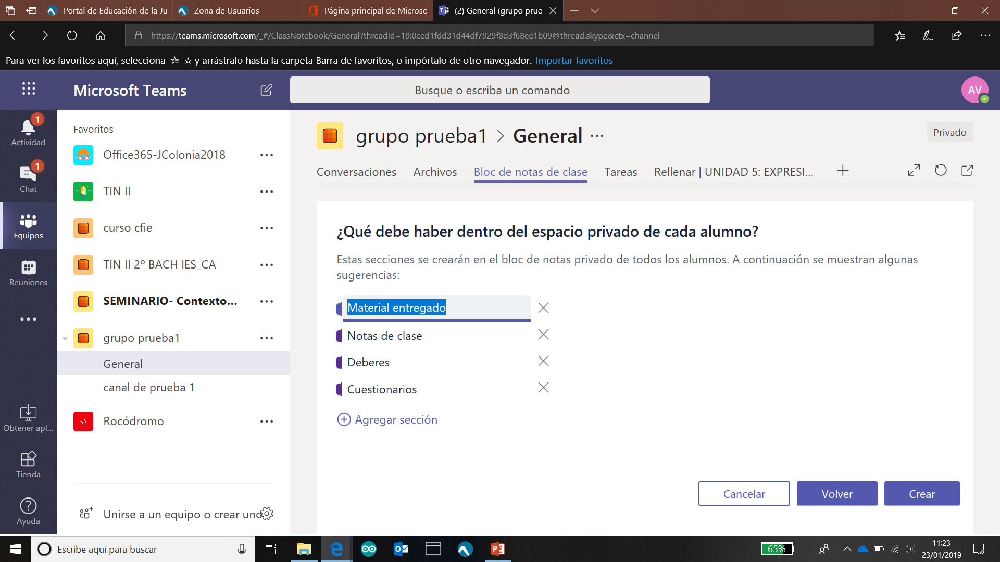 Portal de Educación de la Ju
Zona de Usuarios
Página principal de Microso
(2) General (grupo prue
https://teams.microsoft.com/_#/ClassNotebook/General?threadId=19:0ced1fdd31d44df7929f8d3f68ee1b09@thread.skype&ctx=channel
Para ver los favoritos aquí, selecciona y arrástralo hasta la carpeta Barra de favoritos, o impórtalo de otro navegador. Importar favoritos
Microsoft Teams
Busque o escriba un comando
AV
1
Actividad
1
Chat
Equipos
Reuniones
Obtener apl...
Tienda
Ayuda
Favoritos
Office365-JColonia2018
TIN II
curso cfie
TIN II 2º BACH IES_CA
SEMINARIO- Contexto...
grupo prueba1
General
canal de prueba 1
pB
Rocódromo
Unirse a un equipo o crear uno
grupo prueba1 > General ...
Privado
Conversaciones
Archivos
Bloc de notas de clase
Tareas
Rellenar | UNIDAD 5: EXPRESI...
¿Qué debe haber dentro del espacio privado de cada alumno?
Estas secciones se crearán en el bloc de notas privado de todos los alumnos. A continuación se muestran algunas
sugerencias:
Material entregado
Notas de clase
Deberes
Cuestionarios
Agregar sección
Cancelar
Volver
Crear
Escribe aquí para buscar
65%
11:23
23/01/2019